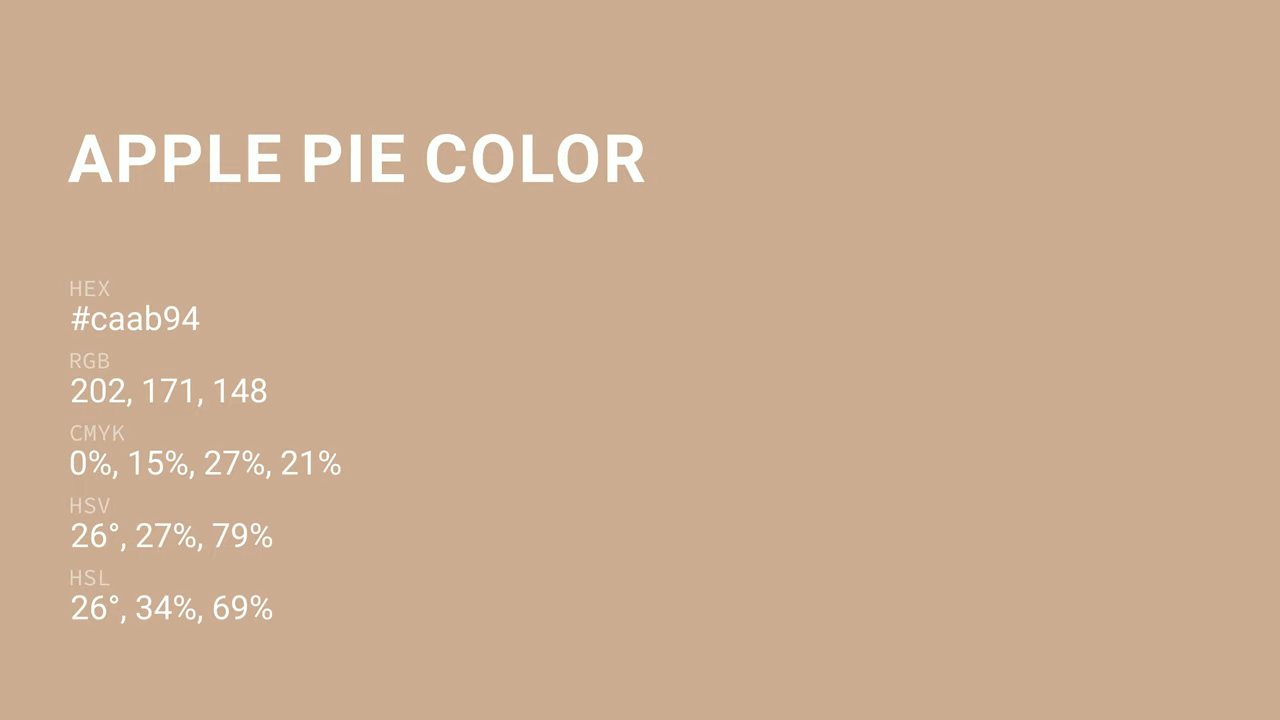 APPLE PIE COLOR
HEX
#caab94
RGB
202, 171, 148
CMYK
0%, 15%, 27%, 21%
HSV
26°, 27%, 79%
HSL
26°, 34%, 69%